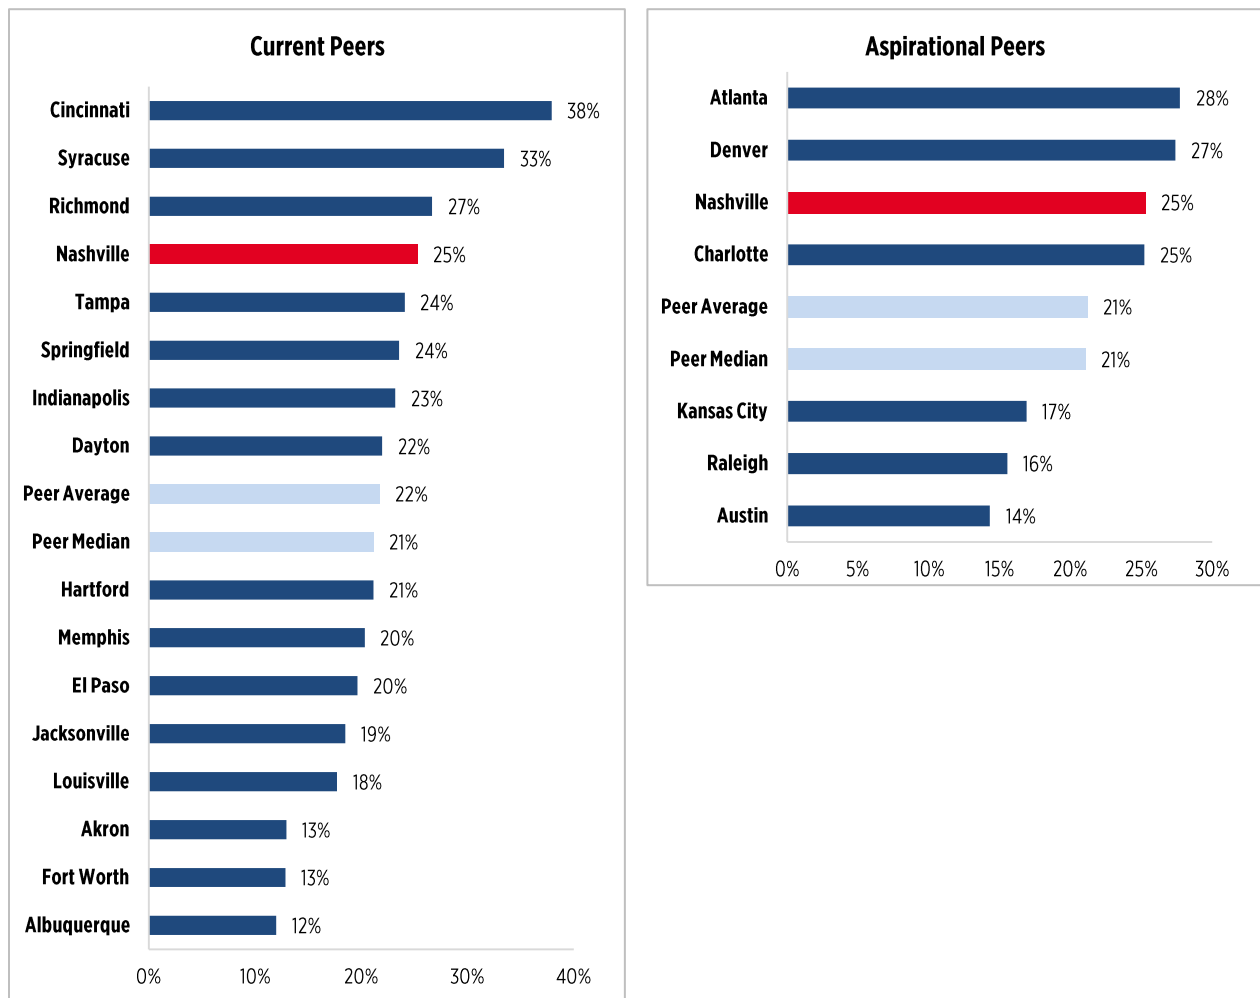 Current Peers
Cincinnati 38%
Syracuse 33%
Richmond 27%
Nashville 25%
Tampa 24%
Springfield 24%
Indianapolis 23%
Dayton 22%
Peer Average 22%
Peer Median 21%
Hartford 21%
Memphis 20%
El Paso 20%
Jacksonville 19%
Louisville 18%
Akron 13%
Fort Worth 13%
Albuquerque 12%
0% 10% 20% 30% 40%
Aspirational Peers
Atlanta 28%
Denver 27%
Nashville 25%
Charlotte 25%
Peer Average 21%
Peer Median 21%
Kansas City 17%
Raleigh 16%
Austin 14%
0% 5% 10% 15% 20% 25% 30%